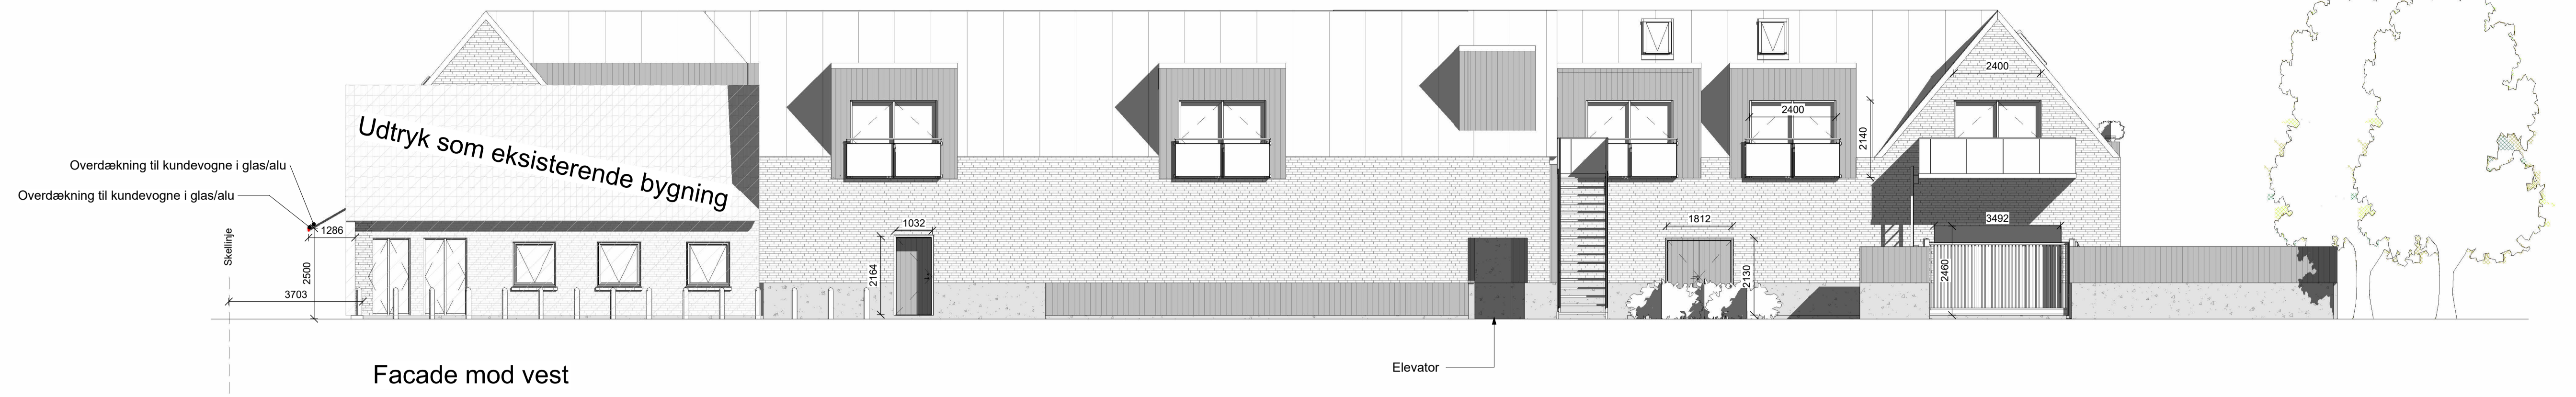 Overdækning til kundevogne i glas/alu
Overdækning til kundevogne i glas/alu
Skellinje
1286
2500
3703
Udtryk som eksisterende bygning
1032
2164
1812
2130
2400
2140
2400
3492
2460
Elevator
Facade mod vest